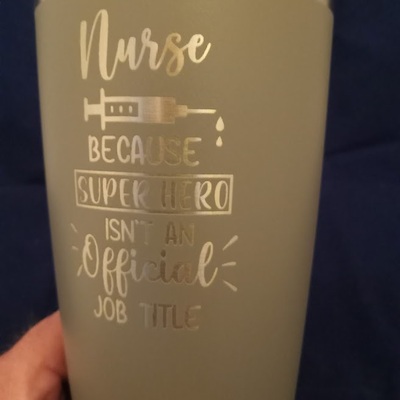 Nurse
BECAUSE
SUPER HERO
ISN'T AN
Official
JOB TITLE